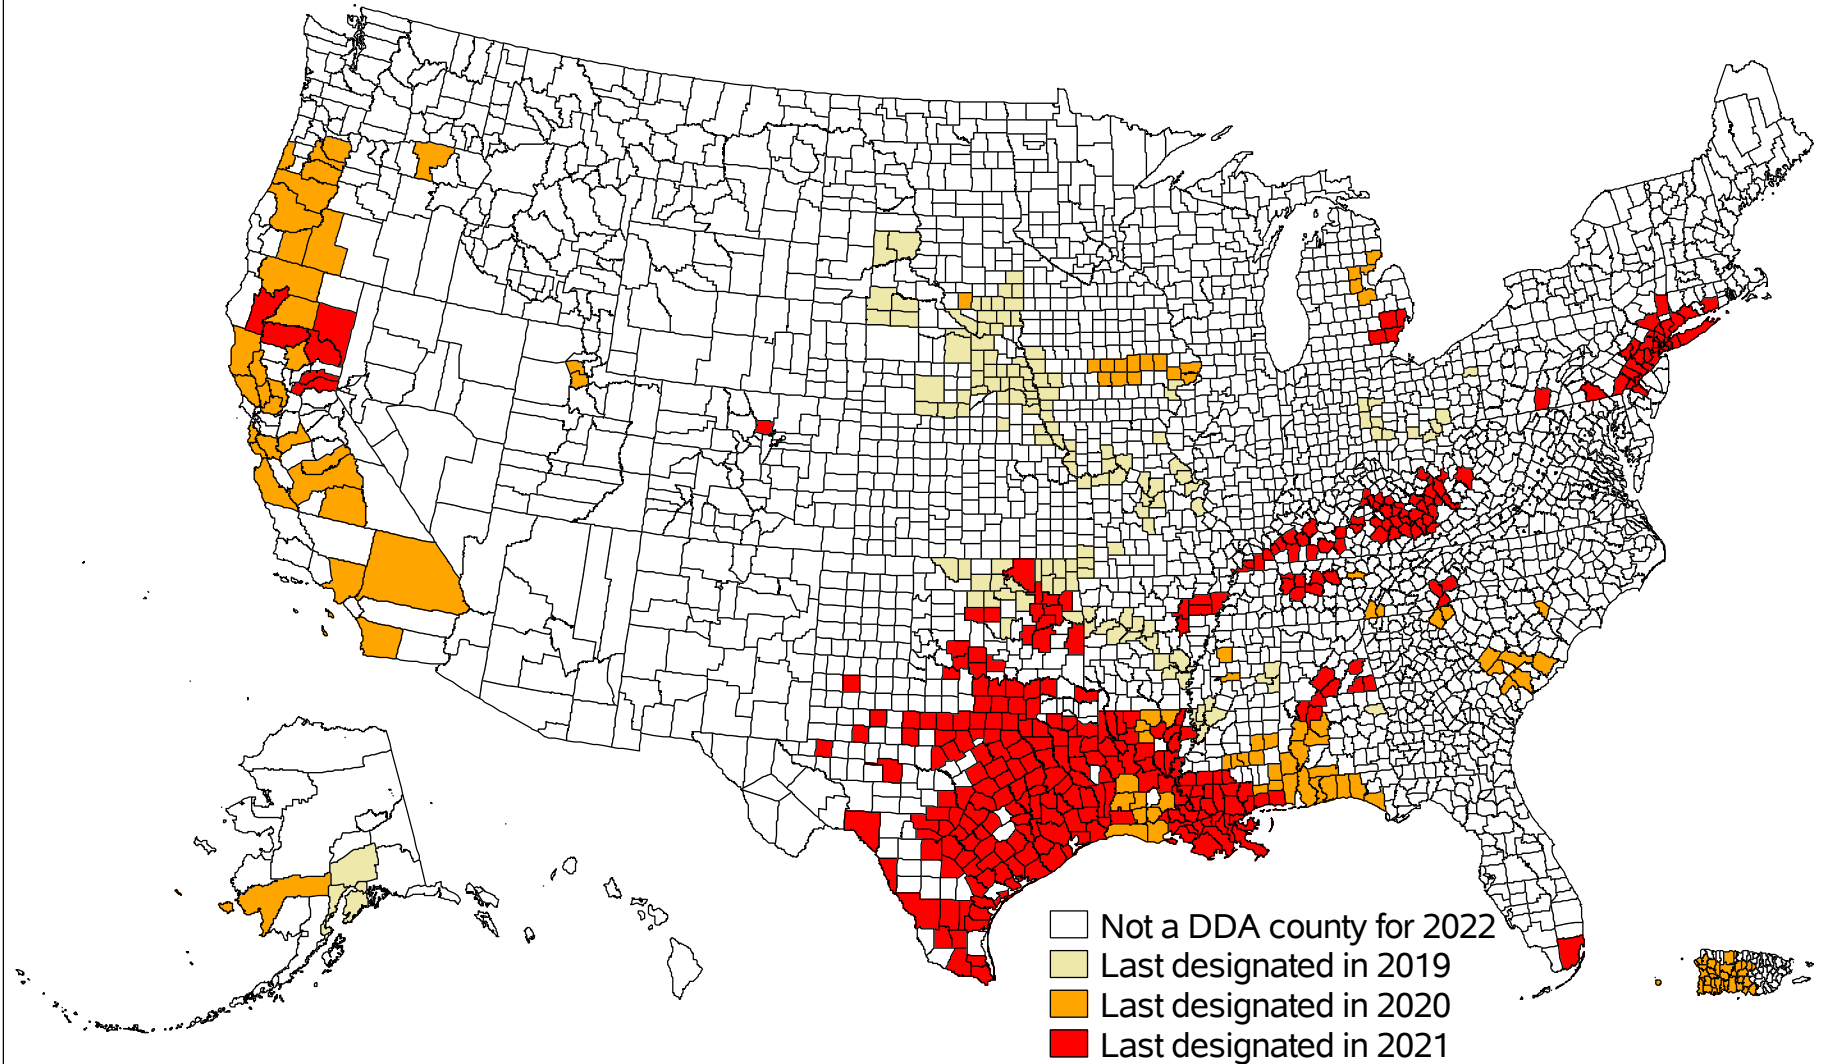 Not a DDA county for 2022
Last designated in 2019
Last designated in 2020
Last designated in 2021